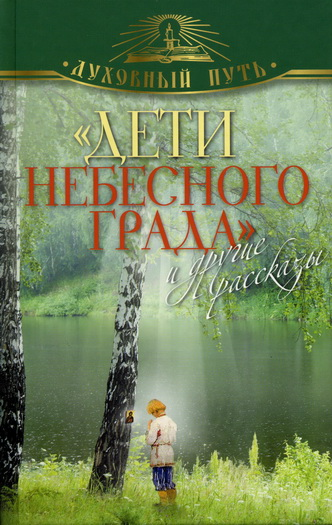 • ДУХОВНЫЙ ПУТЬ •
«ДЕТИ
НЕБЕСНОГО
ГРАДА»
и другие
рассказы